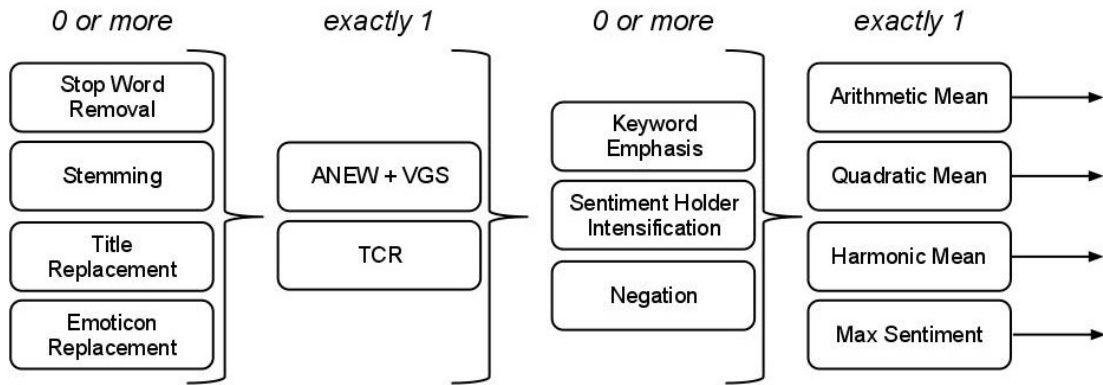 0 or more
exactly 1
0 or more
exactly 1
Stop Word
Removal
Stemming
Title
Replacement
Emoticon
Replacement
ANEW + VGS
TCR
Keyword
Emphasis
Sentiment Holder
Intensification
Negation
Arithmetic Mean
Quadratic Mean
Harmonic Mean
Max Sentiment